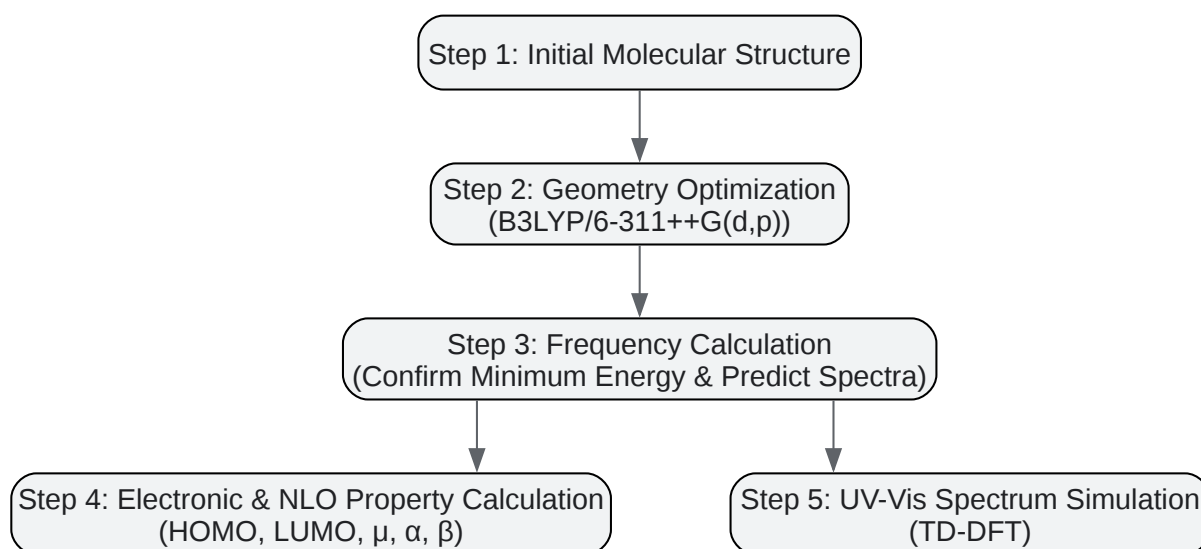 Step 1: Initial Molecular Structure
Step 2: Geometry Optimization
(B3LYP/6-311++G(d,p))
Step 3: Frequency Calculation
(Confirm Minimum Energy & Predict Spectra)
Step 4: Electronic & NLO Property Calculation
(HOMO, LUMO, μ, α, β)
Step 5: UV-Vis Spectrum Simulation
(TD-DFT)